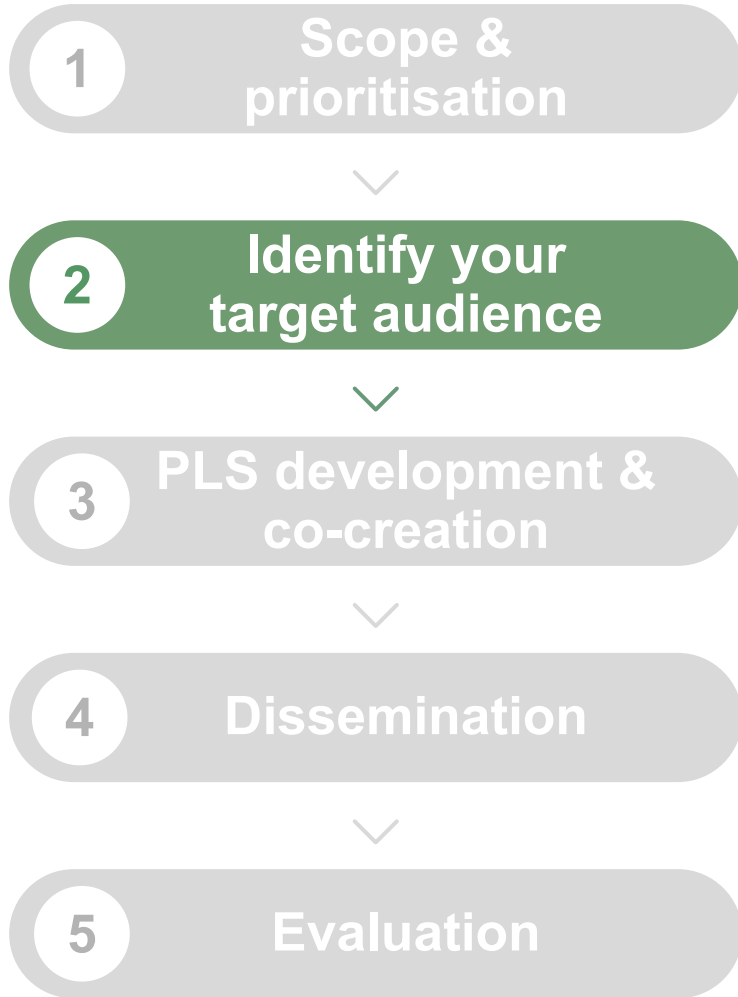 1
Scope &
prioritisation
2
Identify your
target audience
3
PLS development &
co-creation
4
Dissemination
5
Evaluation